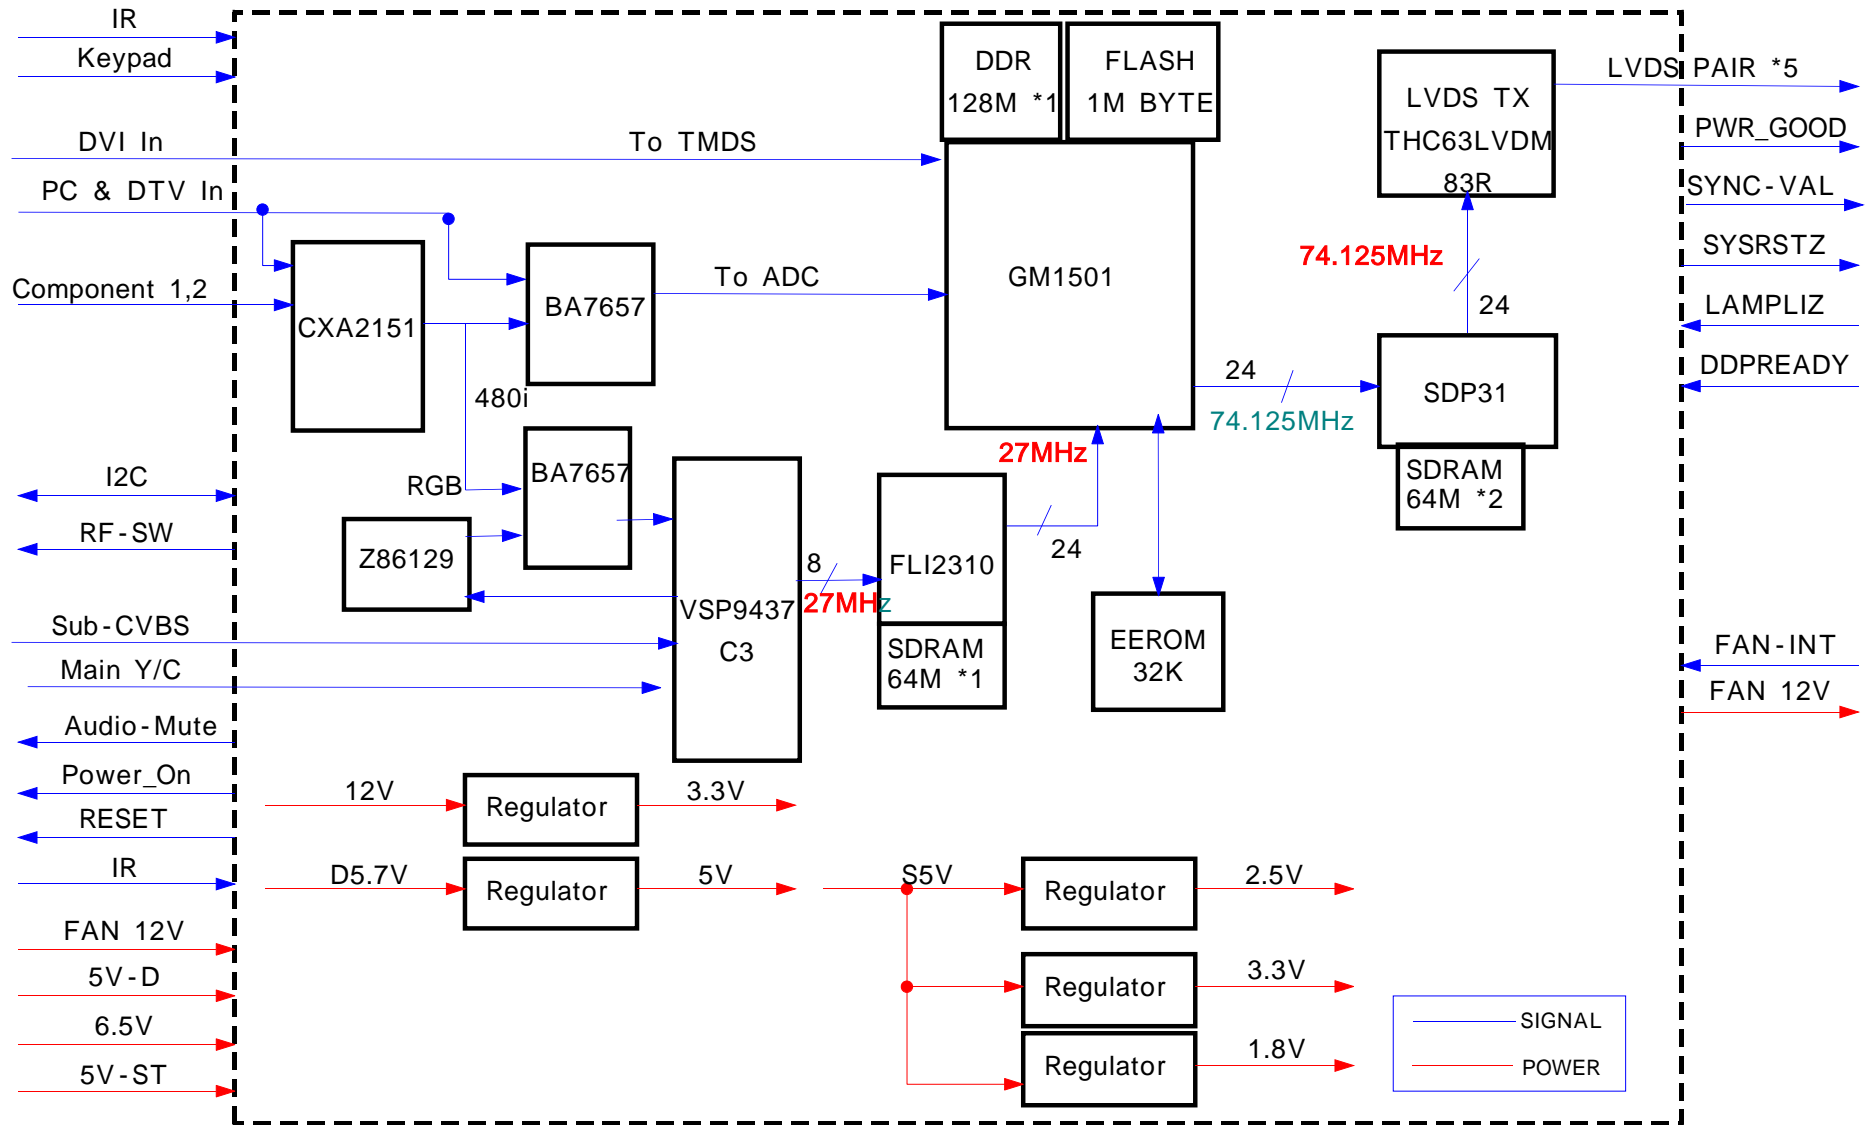 IR
Keypad
DVI In
PC & DTV In
Component 1,2
I2C
RF-SW
Sub-CVBS
Main Y/C
Audio-Mute
Power_On
RESET
IR
FAN 12V
5V-D
6.5V
5V-ST
To TMDS
DDR
128M *1
FLASH
1M BYTE
GM1501
CXA2151
BA7657
To ADC
480i
RGB
BA7657
Z86129
VSP9437
C3
8
27MHz
FLI2310
SDRAM
64M *1
24
27MHz
EEROM
32K
24
74.125MHz
SDP31
SDRAM
64M *2
74.125MHz
24
LVDS TX
THC63LVDM
83R
LVDS PAIR *5
PWR_GOOD
SYNC-VAL
SYSRSTZ
LAMPLIZ
DDPREADY
FAN-INT
FAN 12V
12V
Regulator
3.3V
D5.7V
Regulator
5V
S5V
Regulator
2.5V
Regulator
3.3V
Regulator
1.8V
SIGNAL
POWER